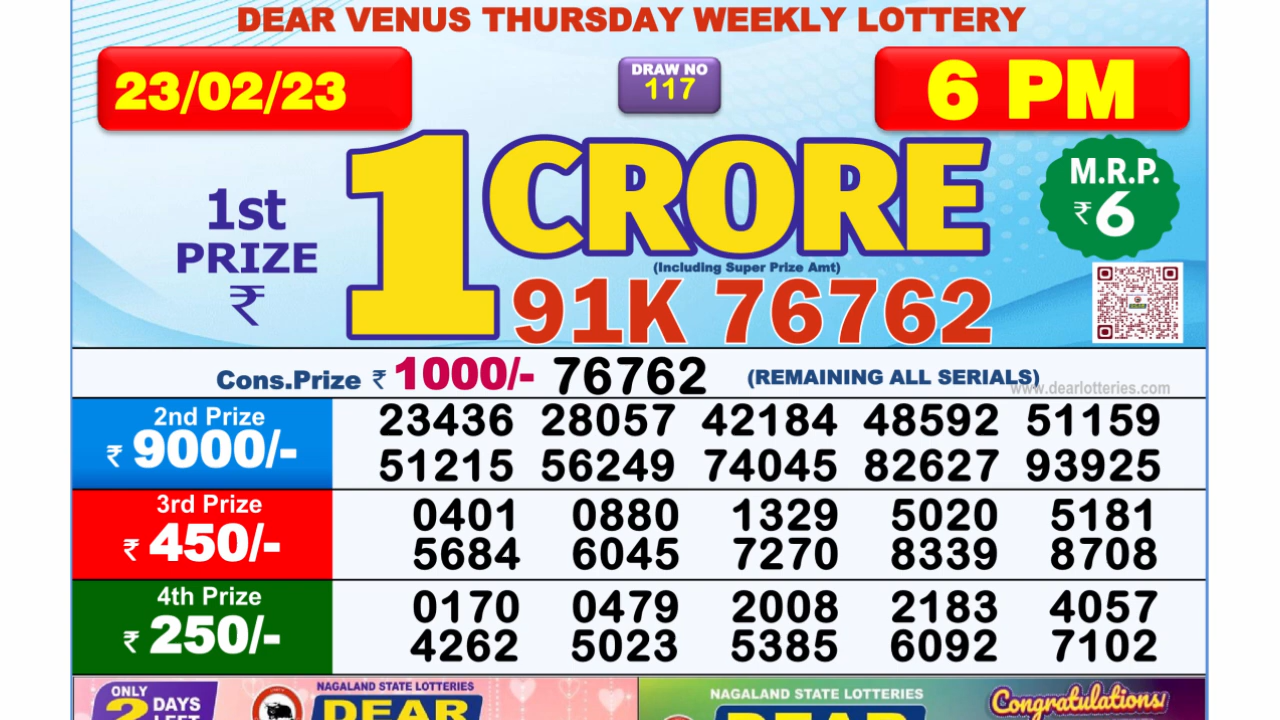 DEAR VENUS THURSDAY WEEKLY LOTTERY
23/02/23
DRAW NO
117
6 PM
1st
PRIZE
₹
1 CRORE
(Including Super Prize Amt)
91K 76762
M.R.P.
₹6
Cons.Prize ₹ 1000/- 76762 (REMAINING ALL SERIALS)
www.dearlotteries.com
2nd Prize
₹ 9000/-
23436 28057 42184 48592 51159
51215 56249 74045 82627 93925
3rd Prize
₹ 450/-
0401 0880 1329 5020 5181
5684 6045 7270 8339 8708
4th Prize
₹ 250/-
0170 0479 2008 2183 4057
4262 5023 5385 6092 7102
ONLY
2 DAYS
LEFT
NAGALAND STATE LOTTERIES
DEAR
NAGALAND STATE LOTTERIES
DEAR
Congratulations!